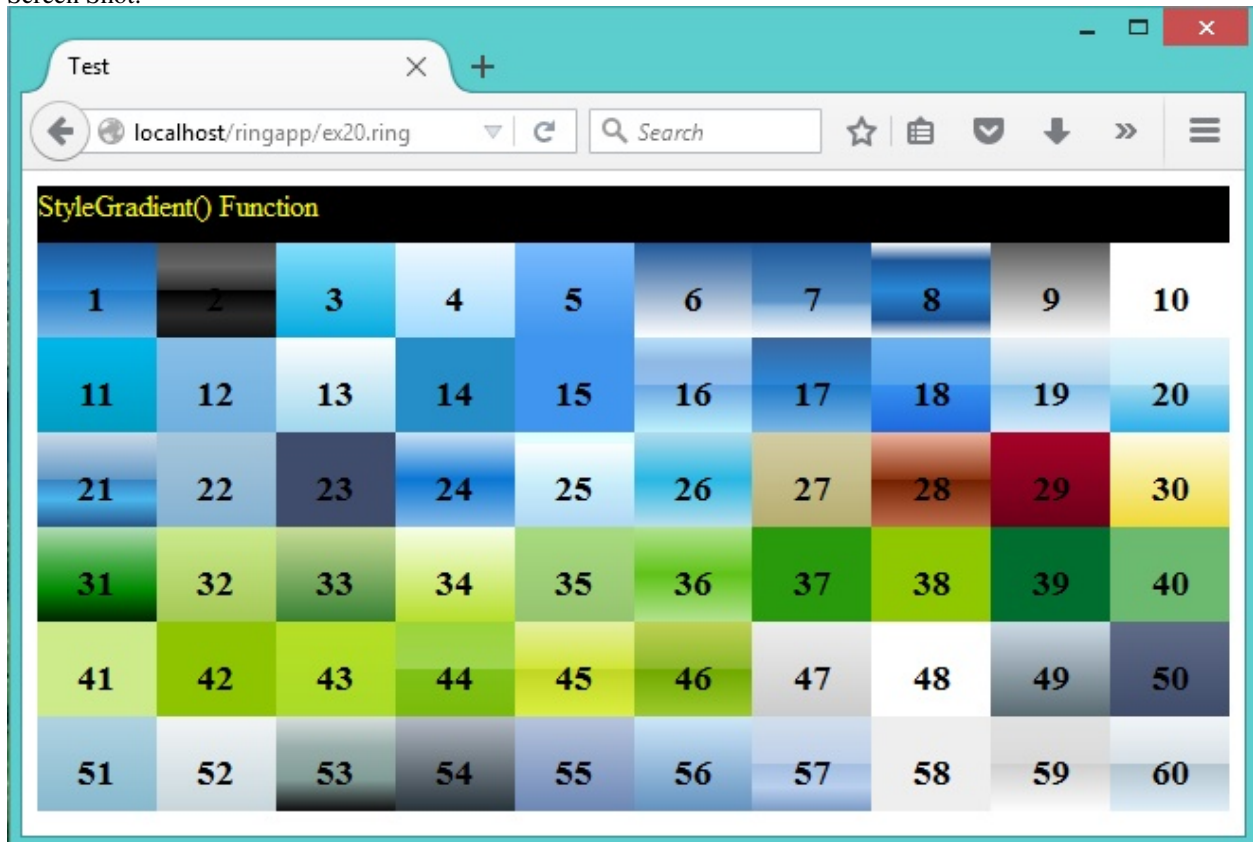 Screen Shot:
Test
localhost/ringapp/ex20.ring
Search
StyleGradient() Function
1 2 3 4 5 6 7 8 9 10
11 12 13 14 15 16 17 18 19 20
21 22 23 24 25 26 27 28 29 30
31 32 33 34 35 36 37 38 39 40
41 42 43 44 45 46 47 48 49 50
51 52 53 54 55 56 57 58 59 60